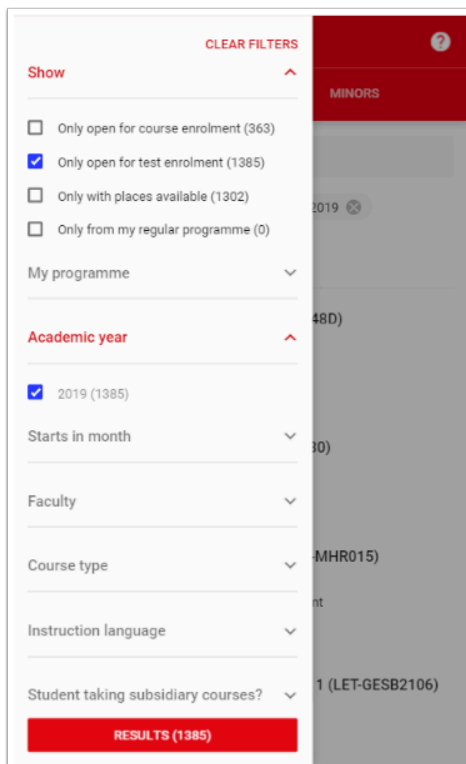 CLEAR FILTERS
Show
MINORS
Only open for course enrolment (363)
Only open for test enrolment (1385)
Only with places available (1302)
2019
Only from my regular programme (0)
My programme
48D)
Academic year
2019 (1385)
Starts in month
30)
Faculty
-MHR015)
Course type
nt
Instruction language
1 (LET-GESB2106)
Student taking subsidiary courses?
RESULTS (1385)